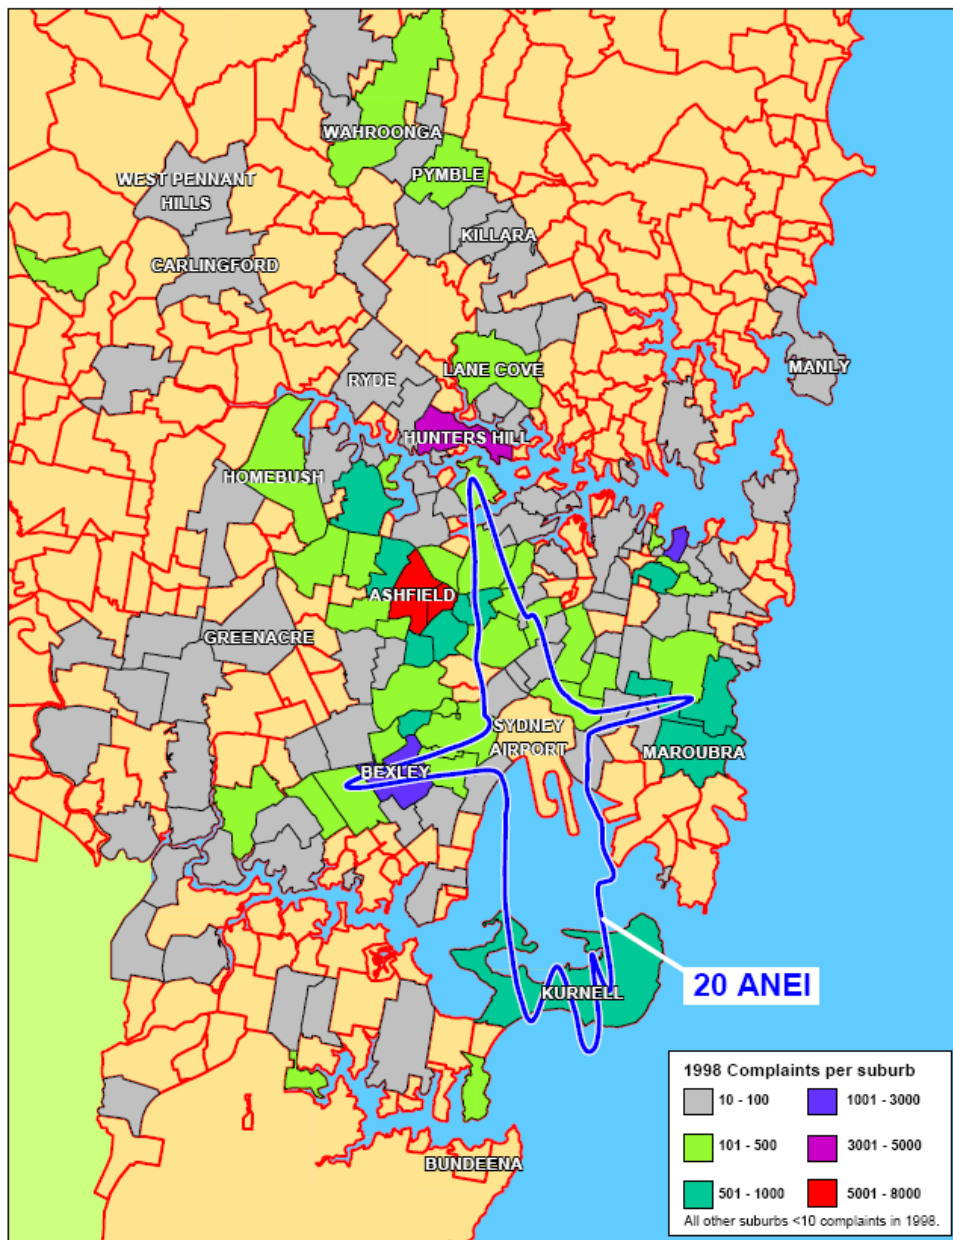 WAHROONGA
PYMBLE
WEST PENNANT
HILLS
KILLARA
CARLINGFORD
MANLY
LANE COVE
RYDE
HUNTERS HILL
HOMEBUSH
ASHFIELD
GREENACRE
SYDNEY
AIRPORT
MAROUBRA
BEXLEY
20 ANEI
KURNELL
BUNDEENA
1998 Complaints per suburb
10 - 100
1001 - 3000
101 - 500
3001 - 5000
501 - 1000
5001 - 8000
All other suburbs <10 complaints in 1998.